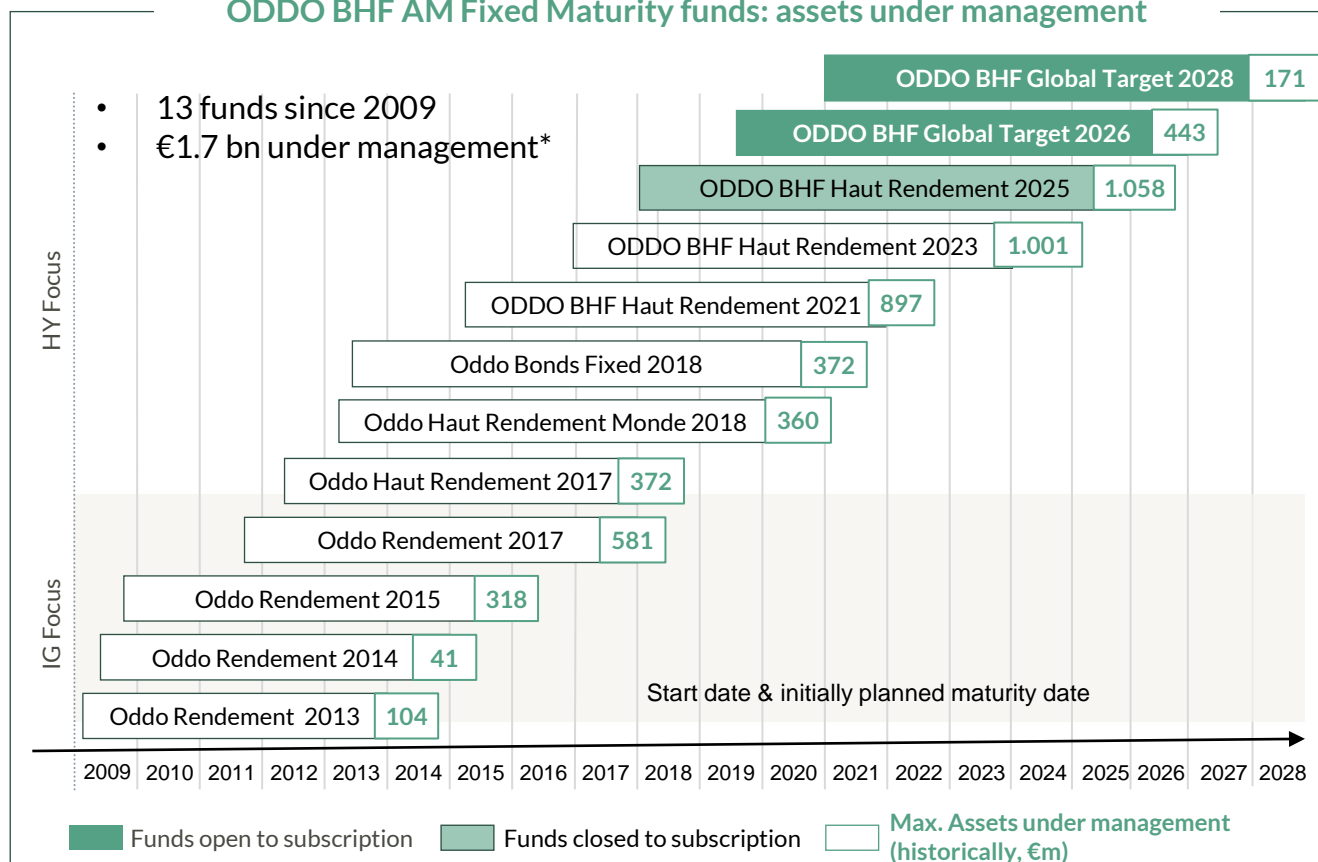 ODDO BHF AM Fixed Maturity funds: assets under management
• 13 funds since 2009
• €1.7 bn under management*
ODDO BHF Global Target 2028 171
ODDO BHF Global Target 2026 443
ODDO BHF Haut Rendement 2025 1.058
ODDO BHF Haut Rendement 2023 1.001
ODDO BHF Haut Rendement 2021 897
Oddo Bonds Fixed 2018 372
Oddo Haut Rendement Monde 2018 360
Oddo Haut Rendement 2017 372
Oddo Rendement 2017 581
Oddo Rendement 2015 318
Oddo Rendement 2014 41
Oddo Rendement 2013 104
HY Focus
IG Focus
Start date & initially planned maturity date
2009 2010 2011 2012 2013 2014 2015 2016 2017 2018 2019 2020 2021 2022 2023 2024 2025 2026 2027 2028
Funds open to subscription
Funds closed to subscription
Max. Assets under management
(historically, €m)